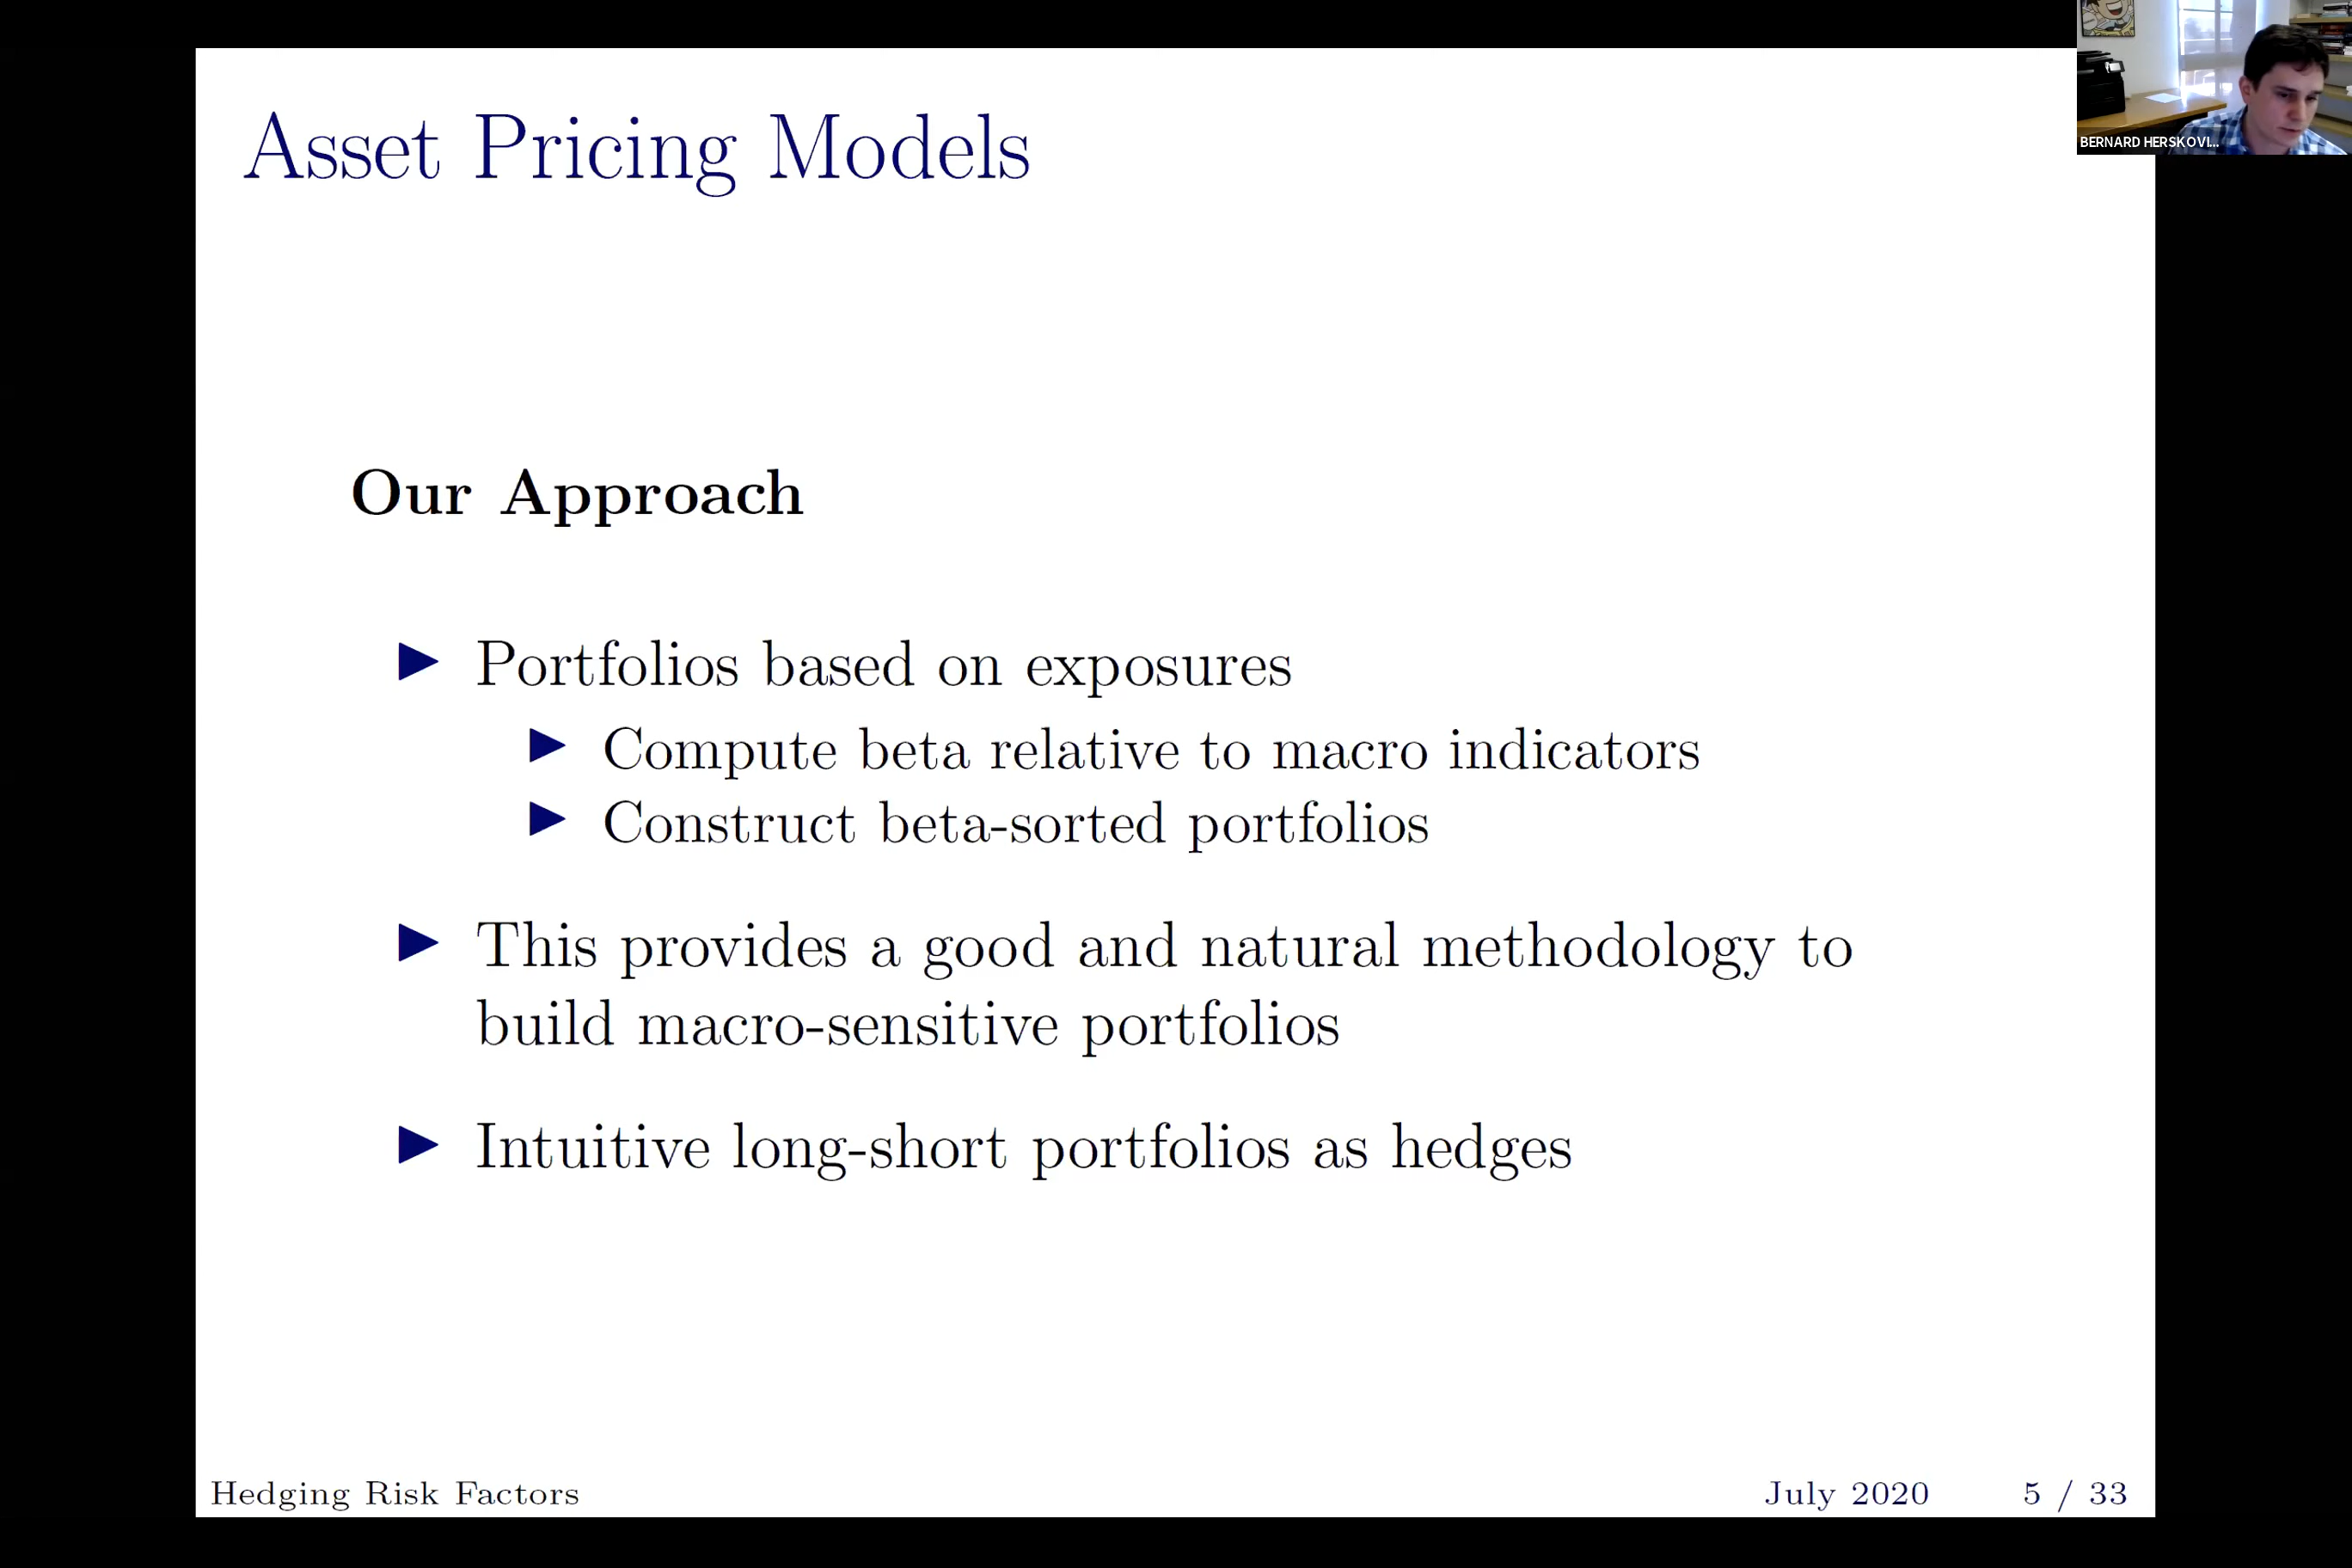 Asset Pricing Models
BERNARD HERSKOVI...
Our Approach
Portfolios based on exposures
Compute beta relative to macro indicators
Construct beta-sorted portfolios
This provides a good and natural methodology to
build macro-sensitive portfolios
Intuitive long-short portfolios as hedges
Hedging Risk Factors
July 2020
5 / 33